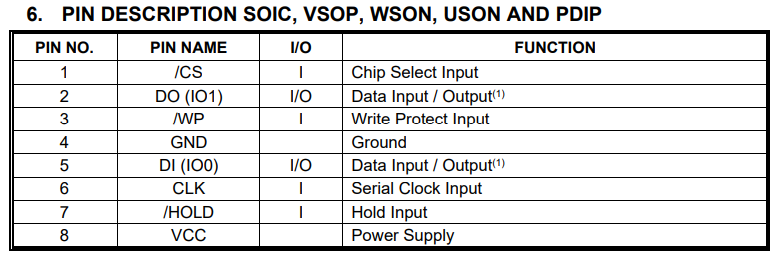 6. PIN DESCRIPTION SOIC, VSOP, WSON, USON AND PDIP
PIN NO. PIN NAME I/O FUNCTION
1 /CS I Chip Select Input
2 DO (IO1) I/O Data Input / Output(1)
3 /WP I Write Protect Input
4 GND Ground
5 DI (IO0) I/O Data Input / Output(1)
6 CLK I Serial Clock Input
7 /HOLD I Hold Input
8 VCC Power Supply